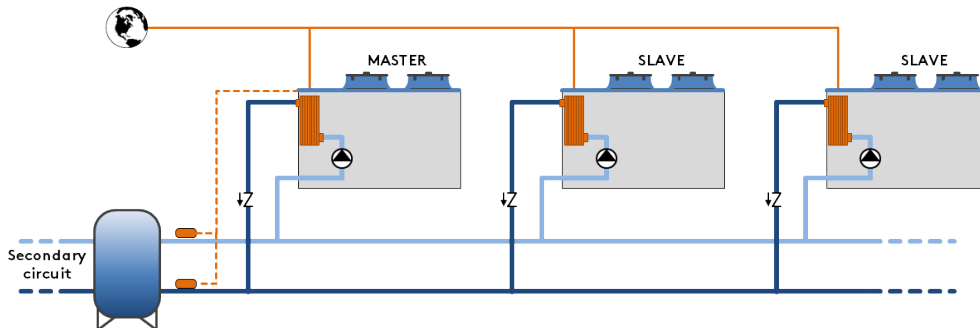 MASTER
SLAVE
SLAVE
Secondary
circuit